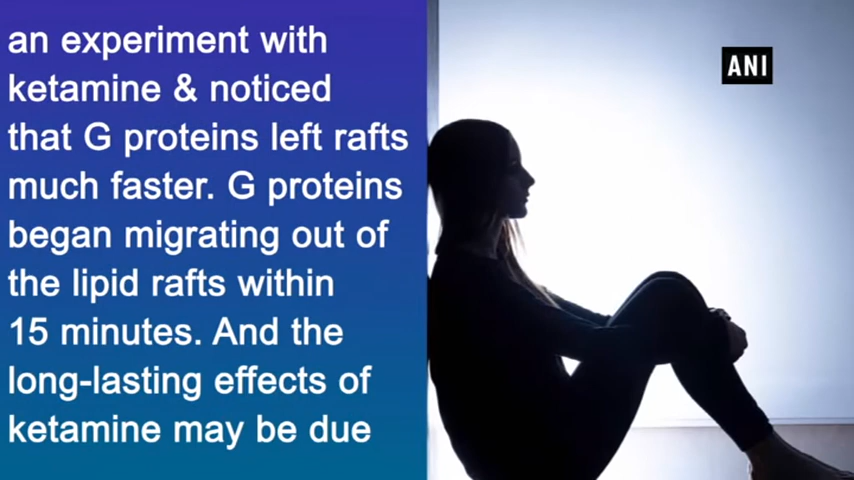 an experiment with
ketamine & noticed
that G proteins left rafts
much faster. G proteins
began migrating out of
the lipid rafts within
15 minutes. And the
long-lasting effects of
ketamine may be due
ANI